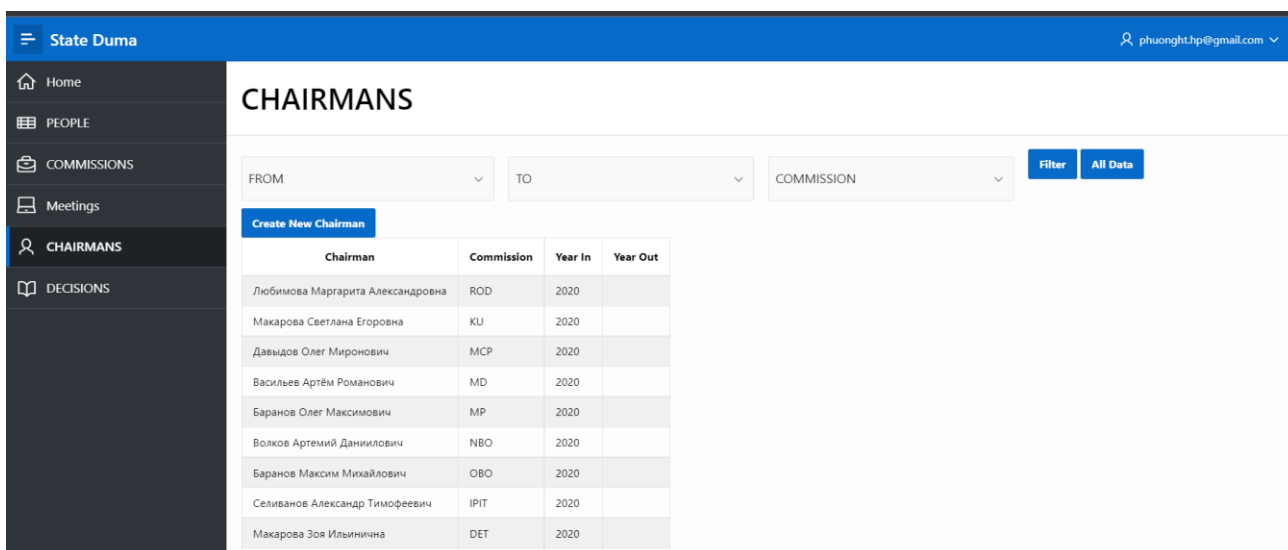 State Duma
phuonght.hp@gmail.com
Home
PEOPLE
COMMISSIONS
Meetings
CHAIRMANS
DECISIONS
CHAIRMANS
FROM TO COMMISSION Filter All Data
Create New Chairman
Chairman Commission Year In Year Out
Любимова Маргарита Александровна ROD 2020
Макарова Светлана Егоровна KU 2020
Давыдов Олег Миронович MCP 2020
Васильев Артём Романович MD 2020
Баранов Олег Максимович MP 2020
Волков Артемий Даниилович NBO 2020
Баранов Максим Михайлович OBO 2020
Селиванов Александр Тимофеевич IPIT 2020
Макарова Зоя Ильинична DET 2020